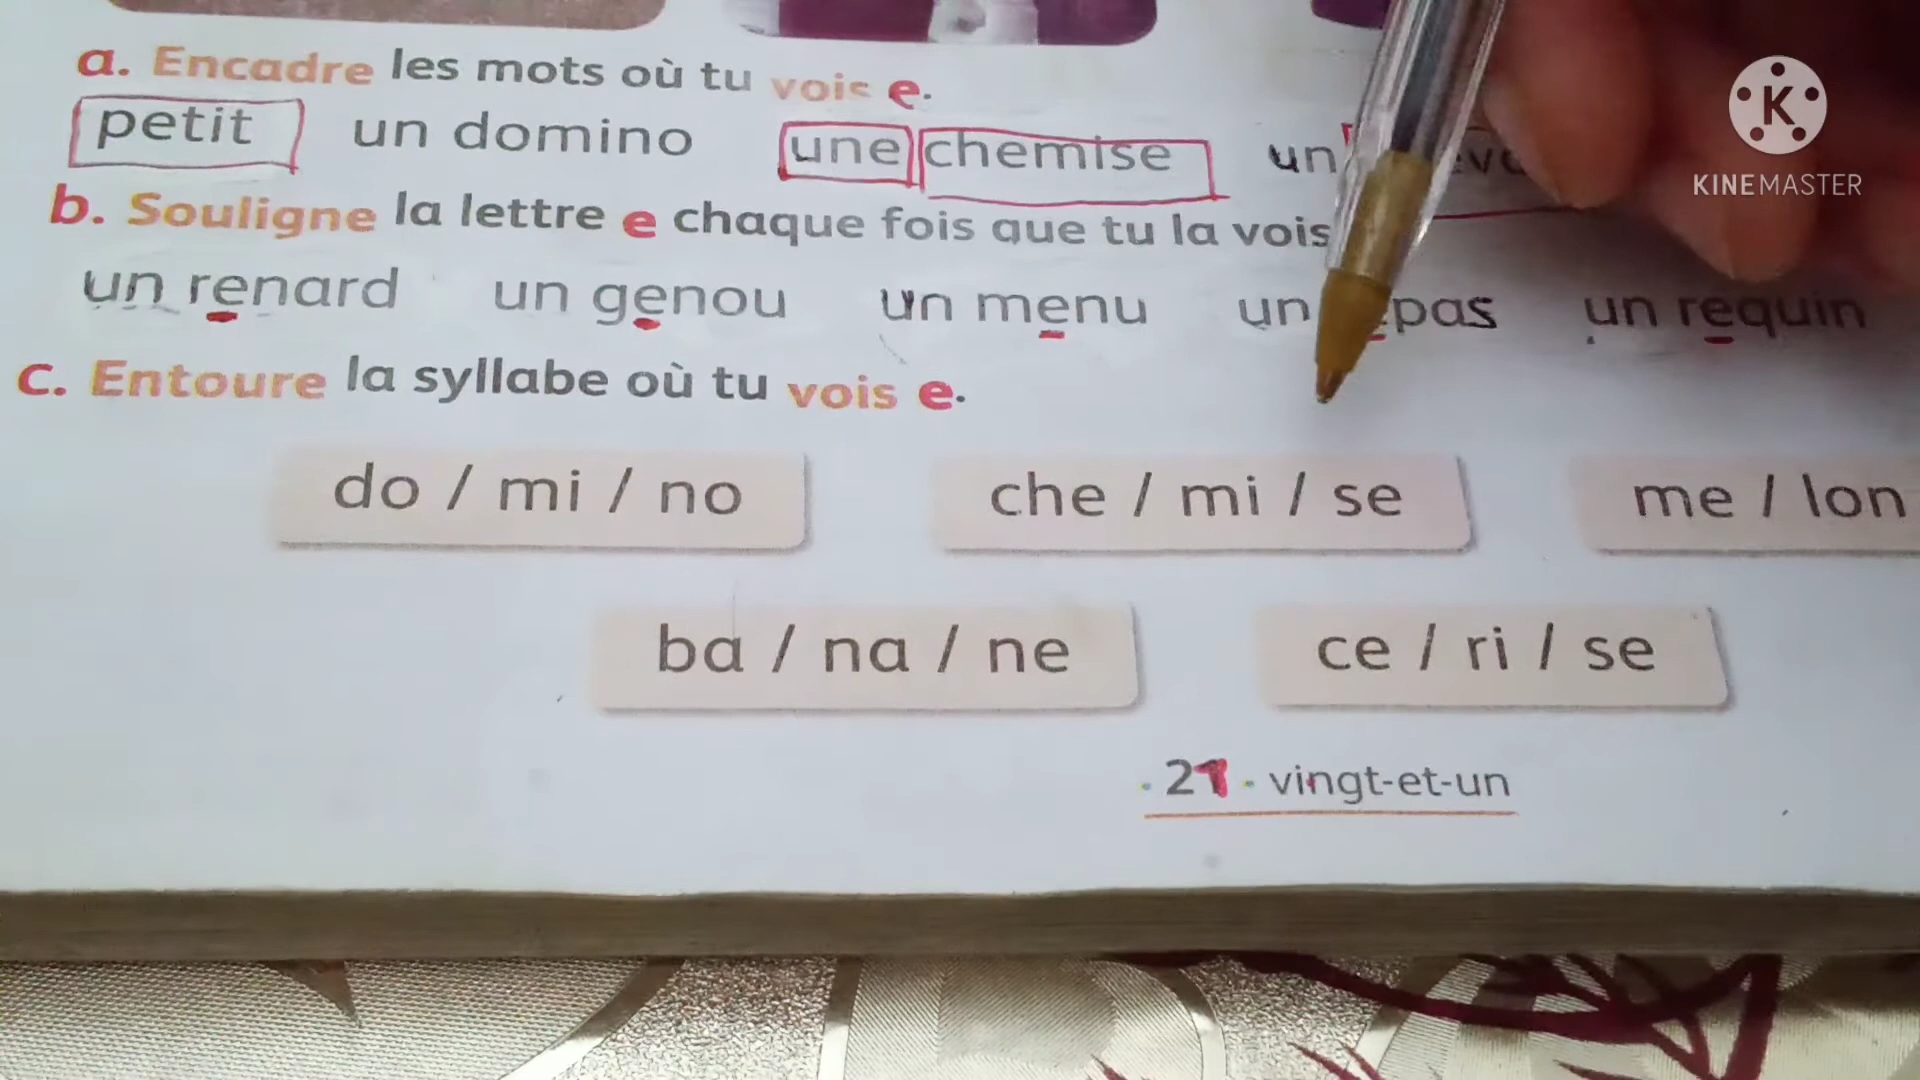 a. Encadre les mots où tu vois e.
petit un domino une chemise un
b. Souligne la lettre e chaque fois que tu la vois
un renard un genou un menu un pas un requin
c. Entoure la syllabe où tu vois e.
do / mi / no che / mi / se me / lon
ba / na / ne ce / ri / se
21 - vingt-et-un
KINEMASTER